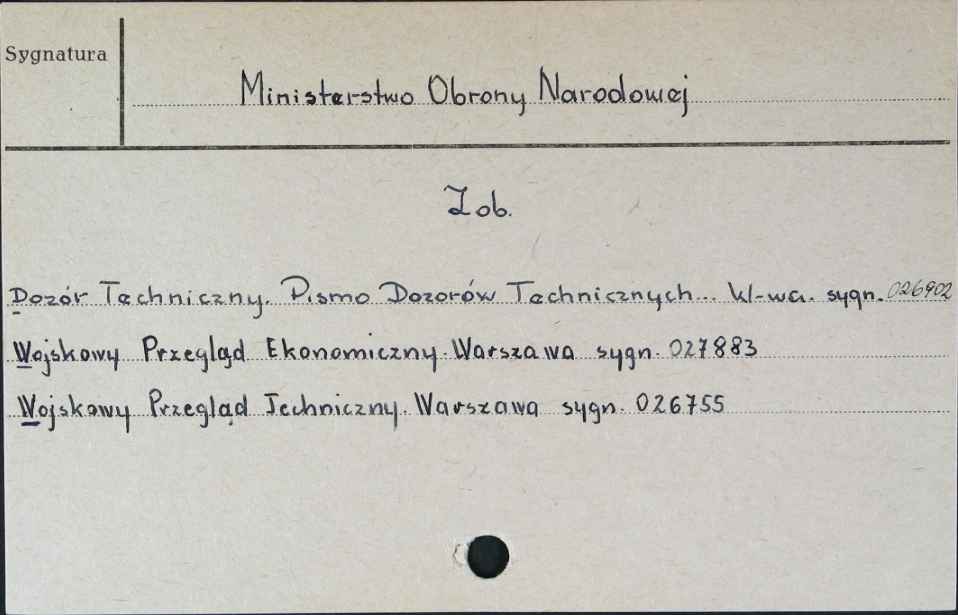 Sygnatura
Ministerstwo Obrony Narodowej
Zob.
Dozór Techniczny. Pismo Dozorów Technicznych... W-wa. sygn. 026902
Wojskowy Przegląd Ekonomiczny. Warszawa sygn. 027883
Wojskowy Przegląd Techniczny. Warszawa sygn. 026755